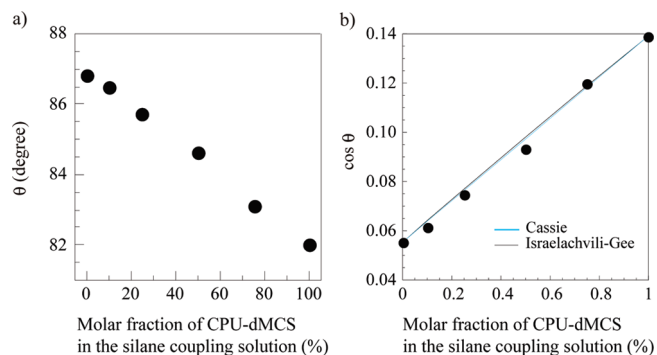 a)
88
86
84
82
θ (degree)
0 20 40 60 80 100
Molar fraction of CPU-dMCS
in the silane coupling solution (%)
b)
0.14
0.12
0.10
0.08
0.06
0.04
cos θ
Cassie
Israelachvili-Gee
0 0.2 0.4 0.6 0.8 1
Molar fraction of CPU-dMCS
in the silane coupling solution (%)